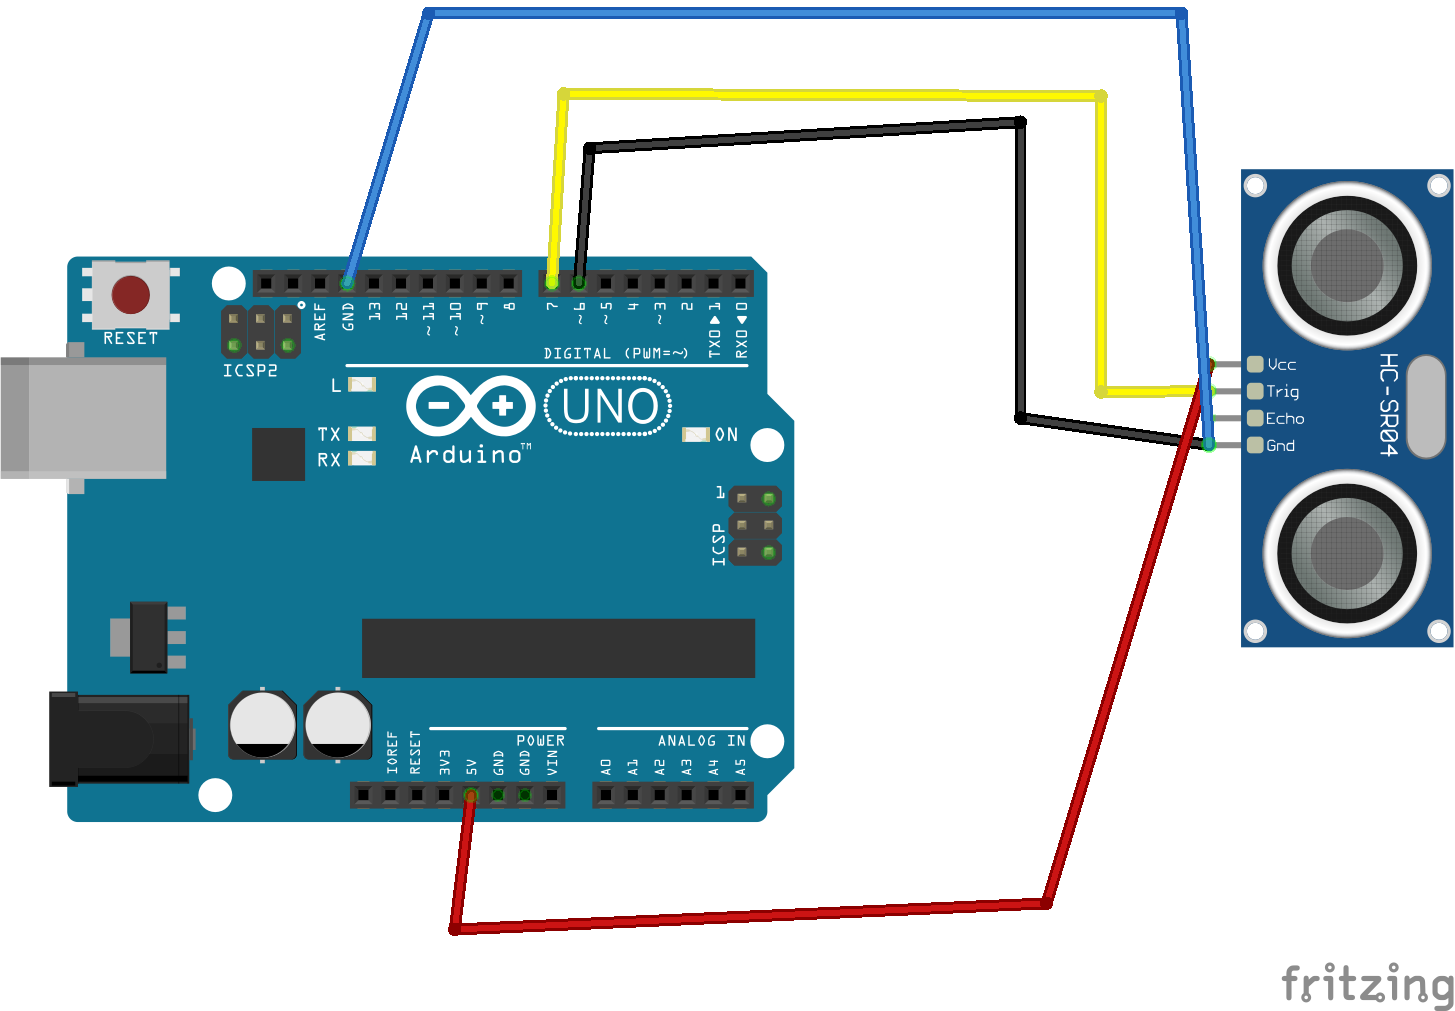 RESET
ICSP2
AREF
GND
13
12
~11
~10
~9
8
7
~6
~5
4
~3
2
TX0▶1
RX0◀0
DIGITAL (PWM=~)
L
TX
RX
UNO
Arduino™
ON
1
ICSP
Vcc
Trig
Echo
Gnd
HC-SR04
POWER
ANALOG IN
IOREF
RESET
3V3
5V
GND
GND
VIN
A0
A1
A2
A3
A4
A5
fritzing